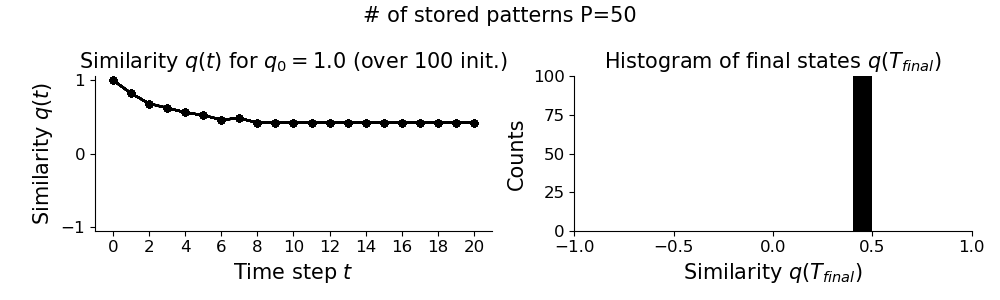 # of stored patterns P=50
Similarity q(t) for q₀ = 1.0 (over 100 init.)
1
0
−1
Similarity q(t)
0 2 4 6 8 10 12 14 16 18 20
Time step t
Histogram of final states q(T_final)
100
75
50
25
0
Counts
−1.0 −0.5 0.0 0.5 1.0
Similarity q(T_final)